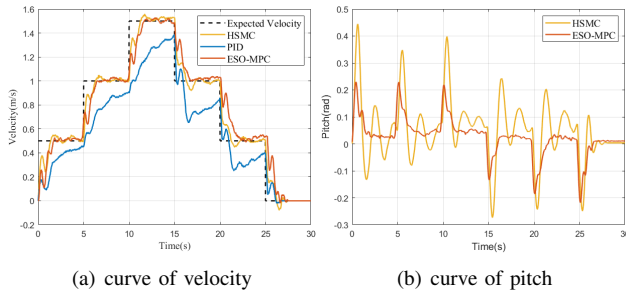 1.6
1.4
1.2
1
0.8
0.6
0.4
0.2
0
-0.2
Velocity(m/s)
Expected Velocity
HSMC
PID
ESO-MPC
0 5 10 15 20 25 30
Time(s)
(a) curve of velocity
0.5
0.4
0.3
0.2
0.1
0
-0.1
-0.2
-0.3
Pitch(rad)
HSMC
ESO-MPC
0 5 10 15 20 25 30
Time(s)
(b) curve of pitch